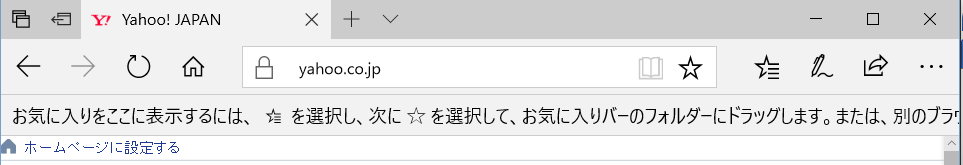 Y! Yahoo! JAPAN
yahoo.co.jp
お気に入りをここに表示するには、 を選択し、次に ☆ を選択して、お気に入りバーのフォルダーにドラッグします。または、別のブラウ
ホームページに設定する